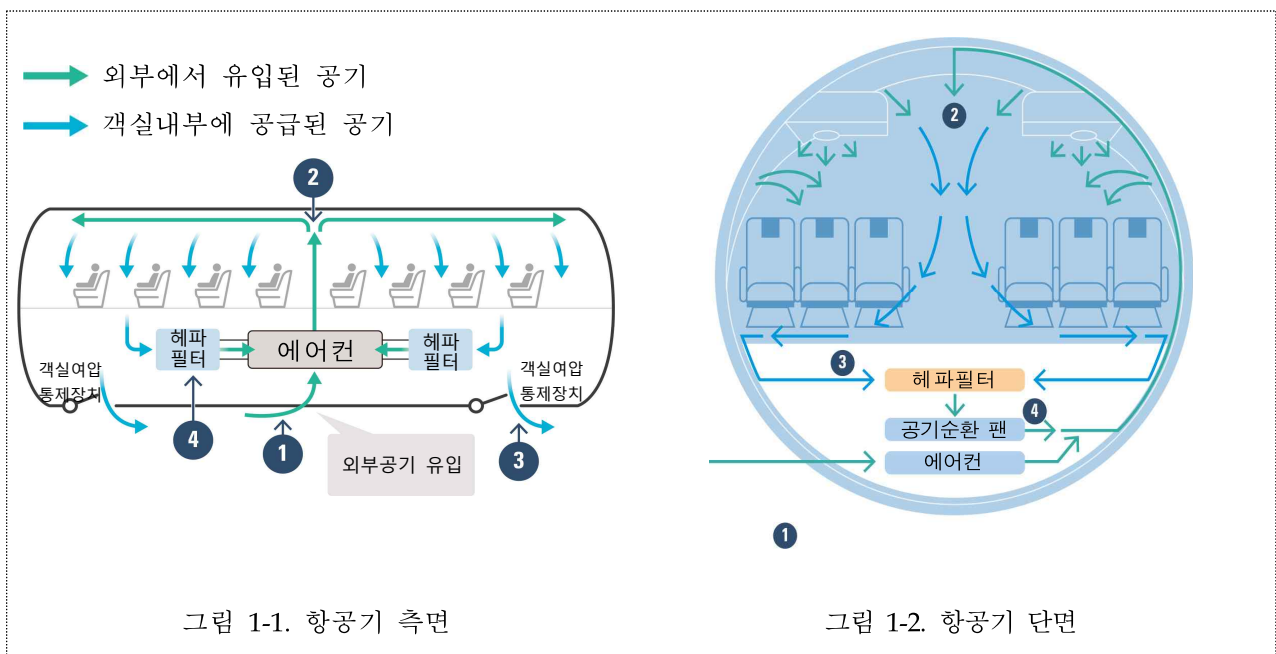 외부에서 유입된 공기
객실내부에 공급된 공기
2
헤파
필터
에어컨
헤파
필터
객실여압
통제장치
객실여압
통제장치
4
1
3
외부공기 유입
그림 1-1. 항공기 측면
2
3
헤파필터
4
공기순환 팬
에어컨
1
그림 1-2. 항공기 단면